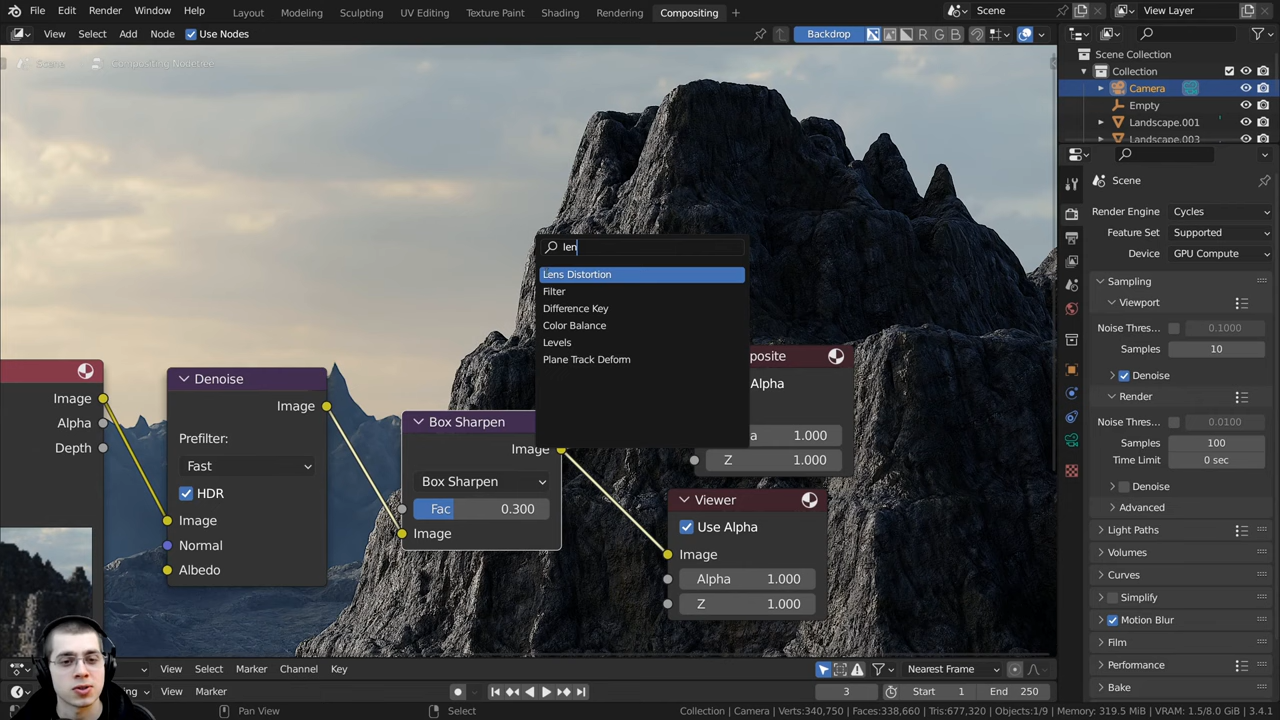 File Edit Render Window Help Layout Modeling Sculpting UV Editing Texture Paint Shading Rendering Compositing + Scene View Layer
View Select Add Node Use Nodes Backdrop R G B
Scene Compositing Nodetree
Scene Collection
Collection
Camera
Empty
Landscape.001
Landscape.003
Scene
Render Engine Cycles
Feature Set Supported
Device GPU Compute
Sampling
Viewport
Noise Thres... 0.1000
Samples 10
Denoise
Render
Noise Thres... 0.0100
Samples 100
Time Limit 0 sec
Denoise
Advanced
Light Paths
Volumes
Curves
Simplify
Motion Blur
Film
Performance
Bake
len
Lens Distortion
Filter
Difference Key
Color Balance
Levels
Plane Track Deform
Image
Alpha
Depth
Denoise
Image
Prefilter:
Fast
HDR
Image
Normal
Albedo
Box Sharpen
Image
Box Sharpen
Fac 0.300
Image
posite
Alpha
a 1.000
Z 1.000
Viewer
Use Alpha
Image
Alpha 1.000
Z 1.000
View Select Marker Channel Key Nearest Frame
View Marker 3 Start 1 End 250
Pan View Select Collection | Camera | Verts:340,750 | Faces:338,660 | Tris:677,320 | Objects:1/9 | Memory: 319.5 MiB | VRAM: 1.5/8.0 GiB | 3.4.1